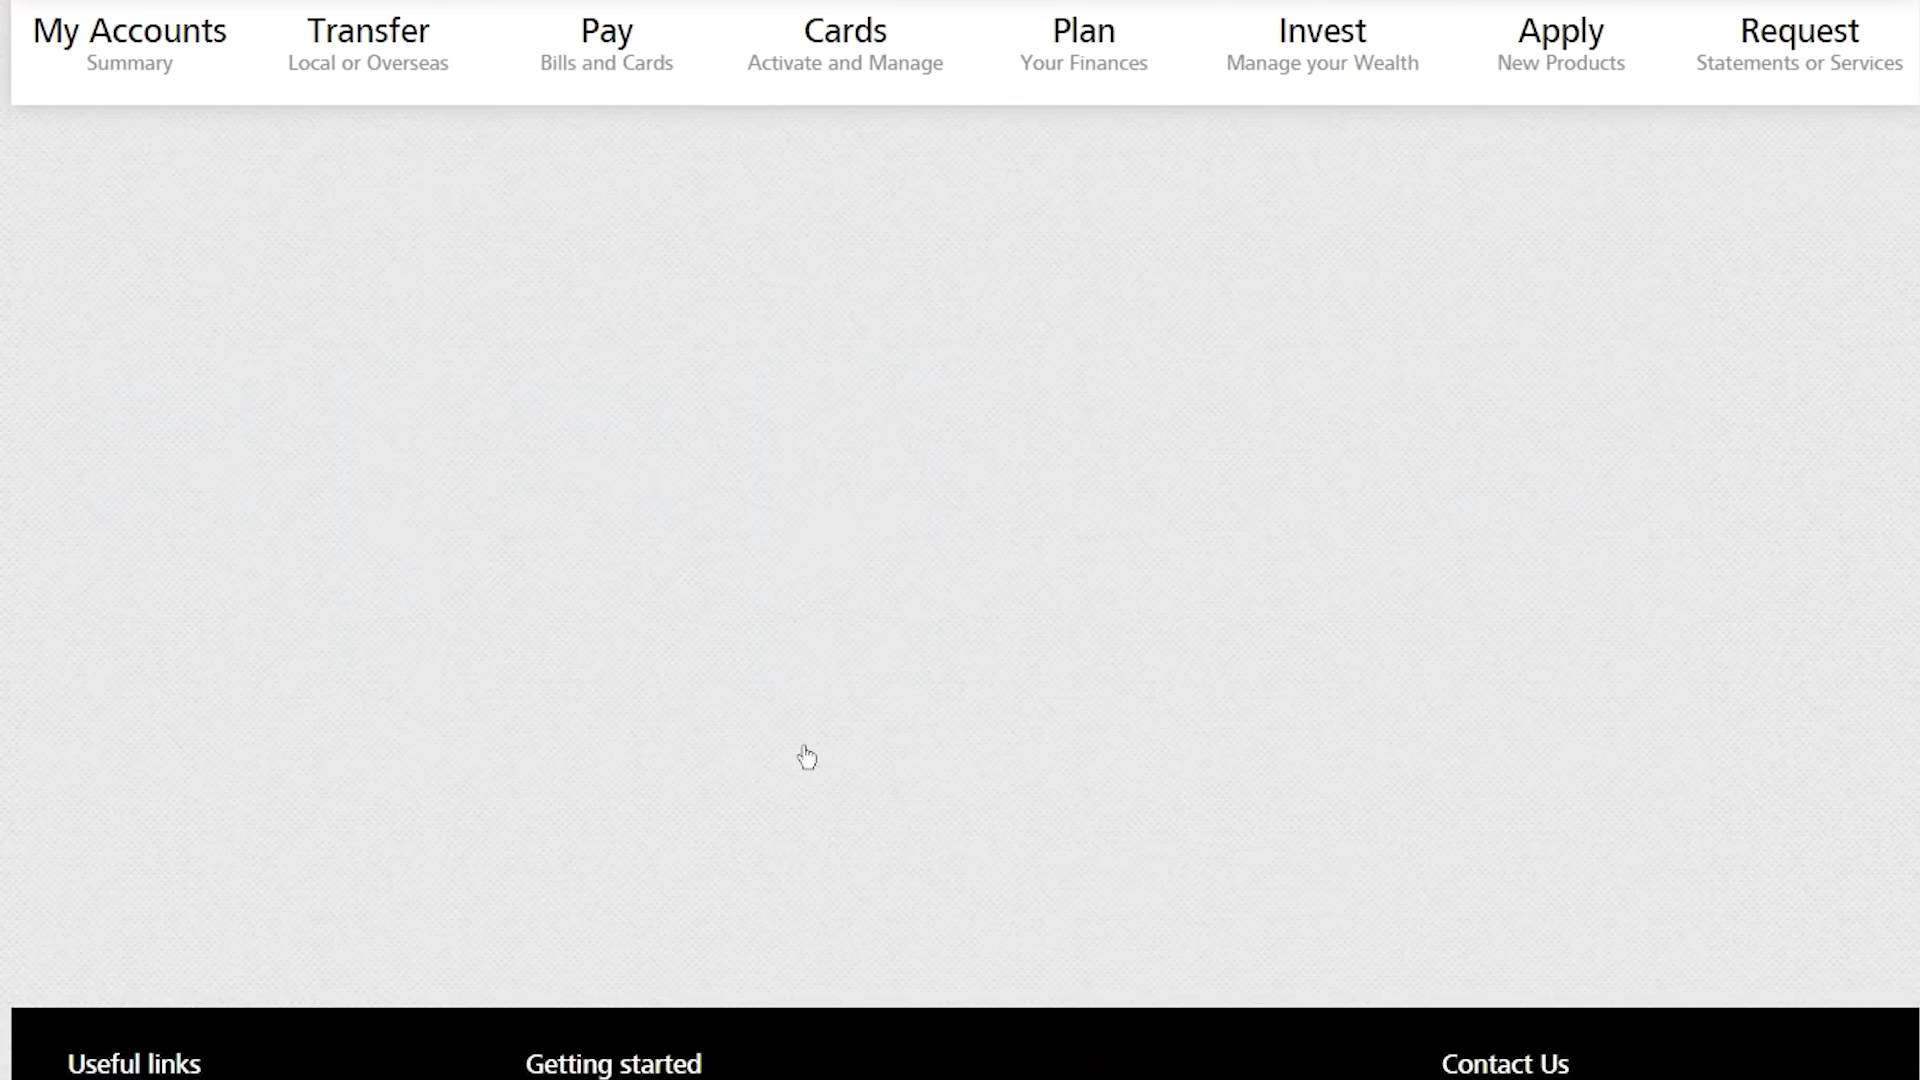 My Accounts Transfer Pay Cards Plan Invest Apply Request
Summary Local or Overseas Bills and Cards Activate and Manage Your Finances Manage your Wealth New Products Statements or Services
Useful links Getting started Contact Us